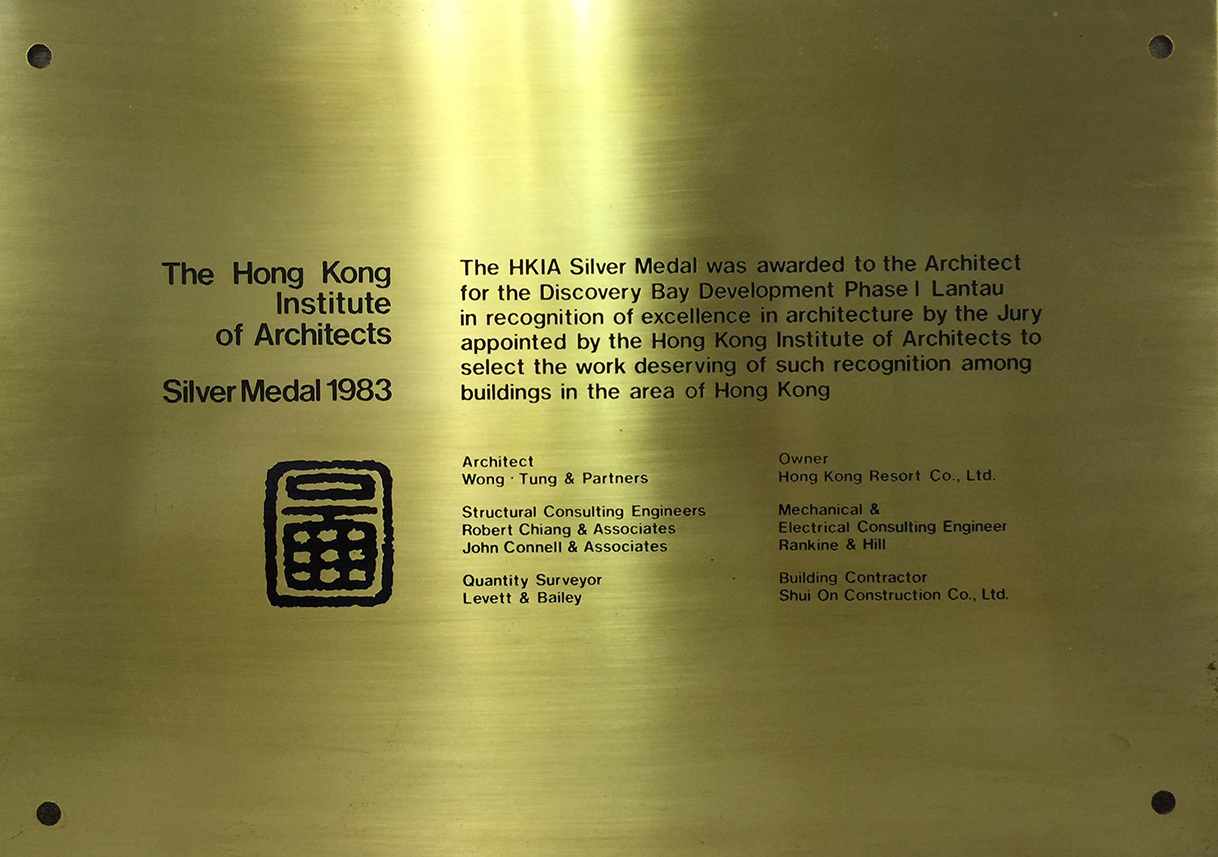 The Hong Kong
Institute
of Architects
Silver Medal 1983
The HKIA Silver Medal was awarded to the Architect
for the Discovery Bay Development Phase I Lantau
in recognition of excellence in architecture by the Jury
appointed by the Hong Kong Institute of Architects to
select the work deserving of such recognition among
buildings in the area of Hong Kong
Architect
Wong · Tung & Partners
Structural Consulting Engineers
Robert Chiang & Associates
John Connell & Associates
Quantity Surveyor
Levett & Bailey
Owner
Hong Kong Resort Co., Ltd.
Mechanical &
Electrical Consulting Engineer
Rankine & Hill
Building Contractor
Shui On Construction Co., Ltd.